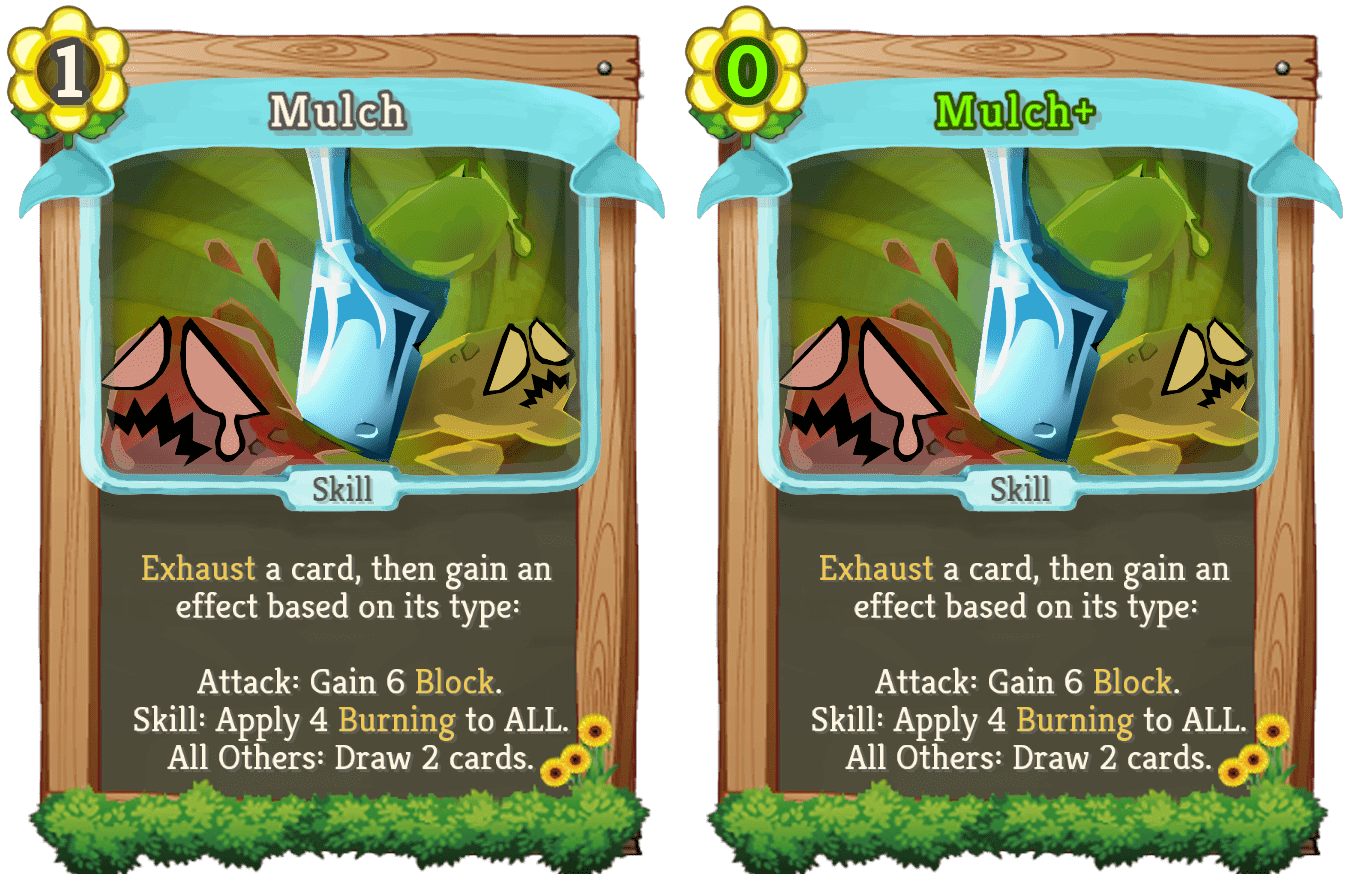 1
Mulch
Skill
Exhaust a card, then gain an
effect based on its type:
Attack: Gain 6 Block.
Skill: Apply 4 Burning to ALL.
All Others: Draw 2 cards.
0
Mulch+
Skill
Exhaust a card, then gain an
effect based on its type:
Attack: Gain 6 Block.
Skill: Apply 4 Burning to ALL.
All Others: Draw 2 cards.